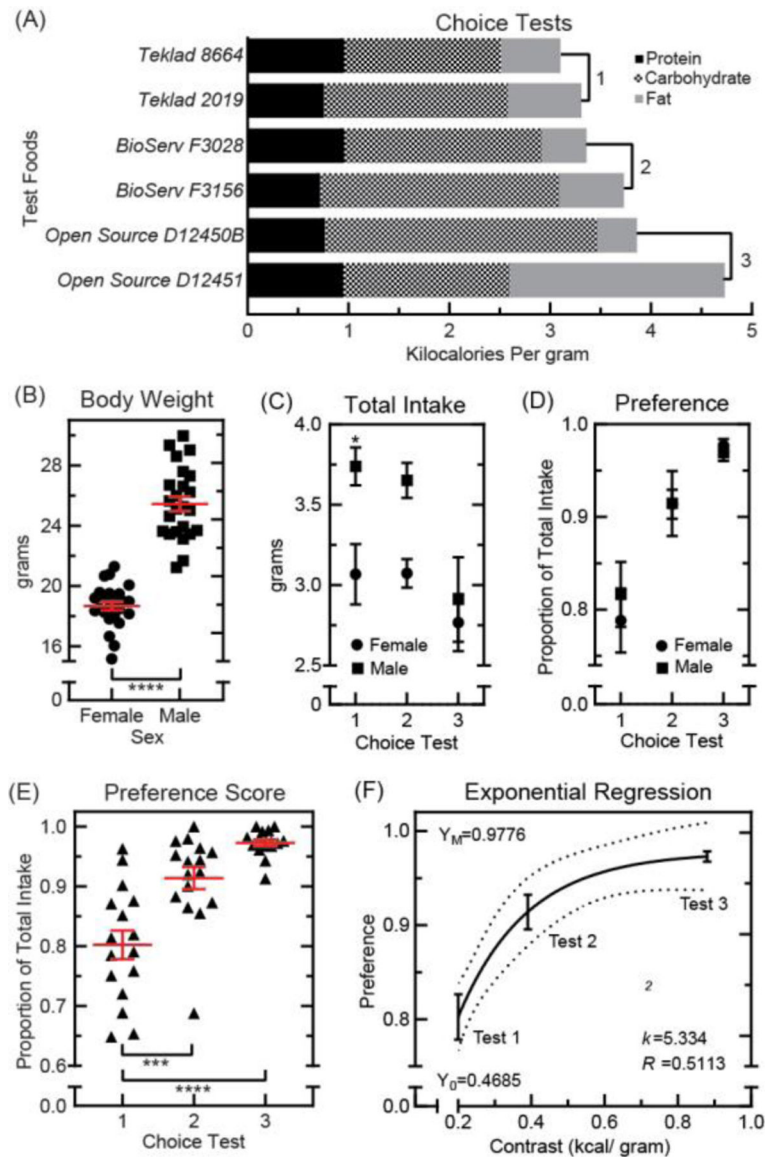 (A)
Choice Tests
Test Foods
Teklad 8664
Teklad 2019
BioServ F3028
BioServ F3156
Open Source D12450B
Open Source D12451
1
2
3
Protein
Carbohydrate
Fat
0 1 2 3 4 5
Kilocalories Per gram
(B)
Body Weight
grams
28
24
20
16
0
****
Female Male
Sex
(C)
Total Intake
grams
4.0
3.5
3.0
2.5
0
*
Female
Male
1 2 3
Choice Test
(D)
Preference
Proportion of Total Intake
1.0
0.9
0.8
0.0
Female
Male
1 2 3
Choice Test
(E)
Preference Score
Proportion of Total Intake
1.0
0.9
0.8
0.7
0.6
0.0
***
****
1 2 3
Choice Test
(F)
Exponential Regression
Preference
1.0
0.9
0.8
0.0
YM=0.9776
Test 3
Test 2
2
Test 1
k=5.334
R =0.5113
Y0=0.4685
0.2 0.4 0.6 0.8 1.0
Contrast (kcal/ gram)